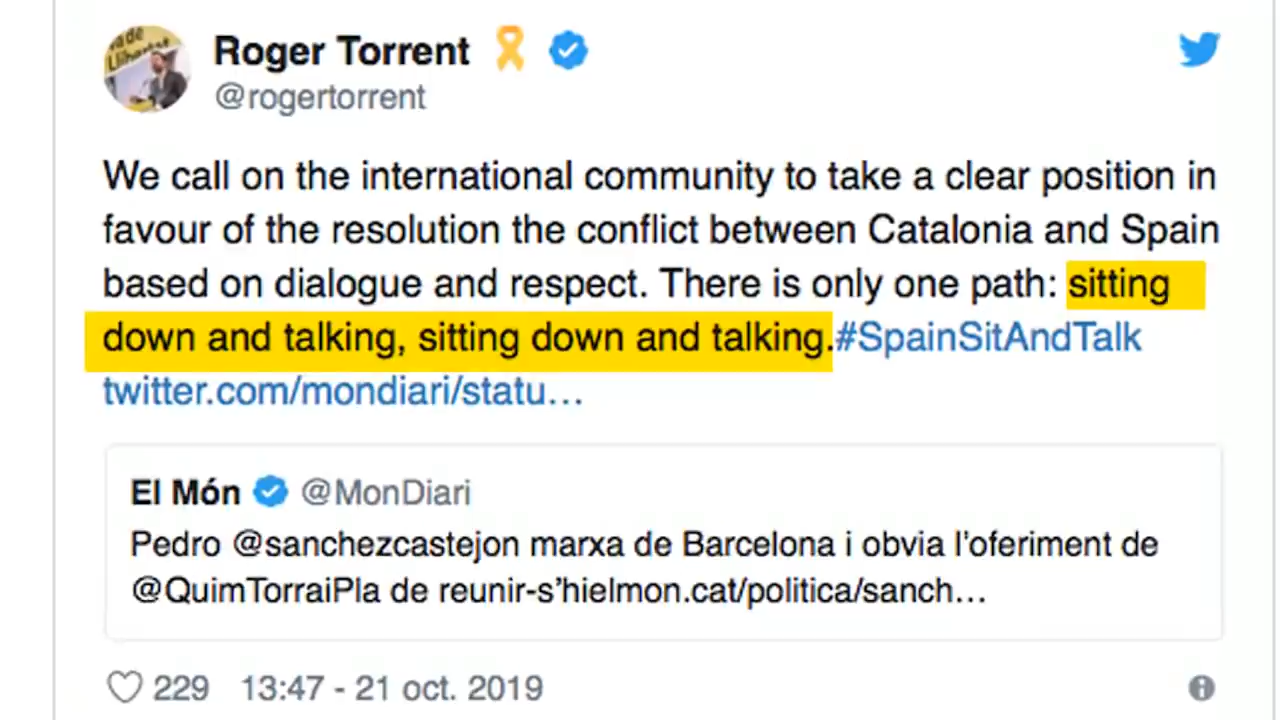 Roger Torrent
@rogertorrent
We call on the international community to take a clear position in
favour of the resolution the conflict between Catalonia and Spain
based on dialogue and respect. There is only one path: sitting
down and talking, sitting down and talking.#SpainSitAndTalk
twitter.com/mondiari/statu…
El Món @MonDiari
Pedro @sanchezcastejon marxa de Barcelona i obvia l'oferiment de
@QuimTorraiPla de reunir-s'hielmon.cat/politica/sanch…
229 13:47 - 21 oct. 2019